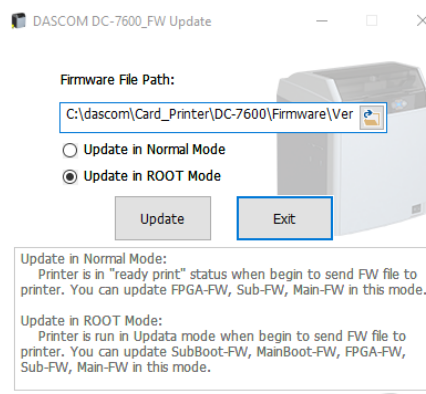 DASCOM DC-7600_FW Update
Firmware File Path:
C:\dascom\Card_Printer\DC-7600\Firmware\Ver
Update in Normal Mode
Update in ROOT Mode
Update Exit
Update in Normal Mode:
Printer is in "ready print" status when begin to send FW file to
printer. You can update FPGA-FW, Sub-FW, Main-FW in this mode.
Update in ROOT Mode:
Printer is run in Updata mode when begin to send FW file to
printer. You can update SubBoot-FW, MainBoot-FW, FPGA-FW,
Sub-FW, Main-FW in this mode.